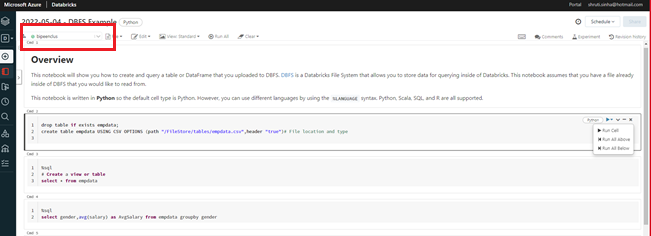 Microsoft Azure Databricks Portal shruti.sinha@hotmail.com
2022-05-04 - DBFS Example Python Schedule Share
File Edit View: Standard Run All Clear Comments Experiment Revision history
Cmd 1
Overview
This notebook will show you how to create and query a table or DataFrame that you uploaded to DBFS. DBFS is a Databricks File System that allows you to store data for querying inside of Databricks. This notebook assumes that you have a file already
inside of DBFS that you would like to read from.
This notebook is written in Python so the default cell type is Python. However, you can use different languages by using the %LANGUAGE syntax. Python, Scala, SQL, and R are all supported.
Cmd 2
Python
1 drop table if exists empdata;
2 create table empdata USING CSV OPTIONS (path "/FileStore/tables/empdata.csv",header "true")# File location and type
3
Run Cell
Run All Above
Run All Below
Cmd 3
1 %sql
2 # Create a view or table
3 select * from empdata
Cmd 4
1 %sql
2 select gender,avg(salary) as AvgSalary from empdata groupby gender